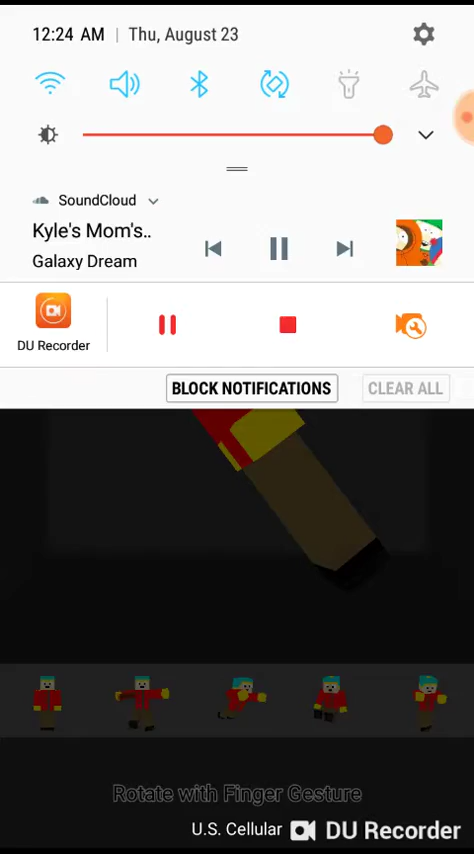 12:24 AM | Thu, August 23
SoundCloud
Kyle's Mom's..
Galaxy Dream
DU Recorder
BLOCK NOTIFICATIONS
CLEAR ALL
Rotate with Finger Gesture
U.S. Cellular
DU Recorder